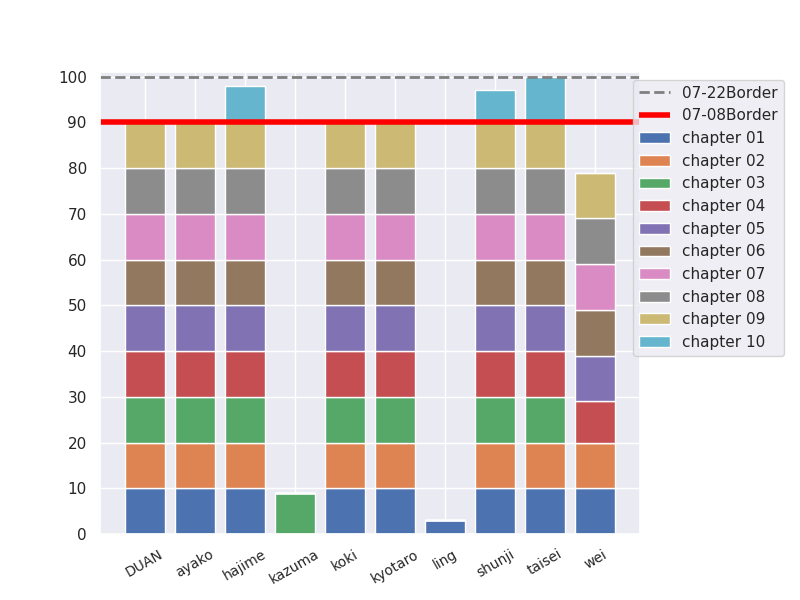 100
90
80
70
60
50
40
30
20
10
0
DUAN
ayako
hajime
kazuma
koki
kyotaro
ling
shunji
taisei
wei
07-22Border
07-08Border
chapter 01
chapter 02
chapter 03
chapter 04
chapter 05
chapter 06
chapter 07
chapter 08
chapter 09
chapter 10